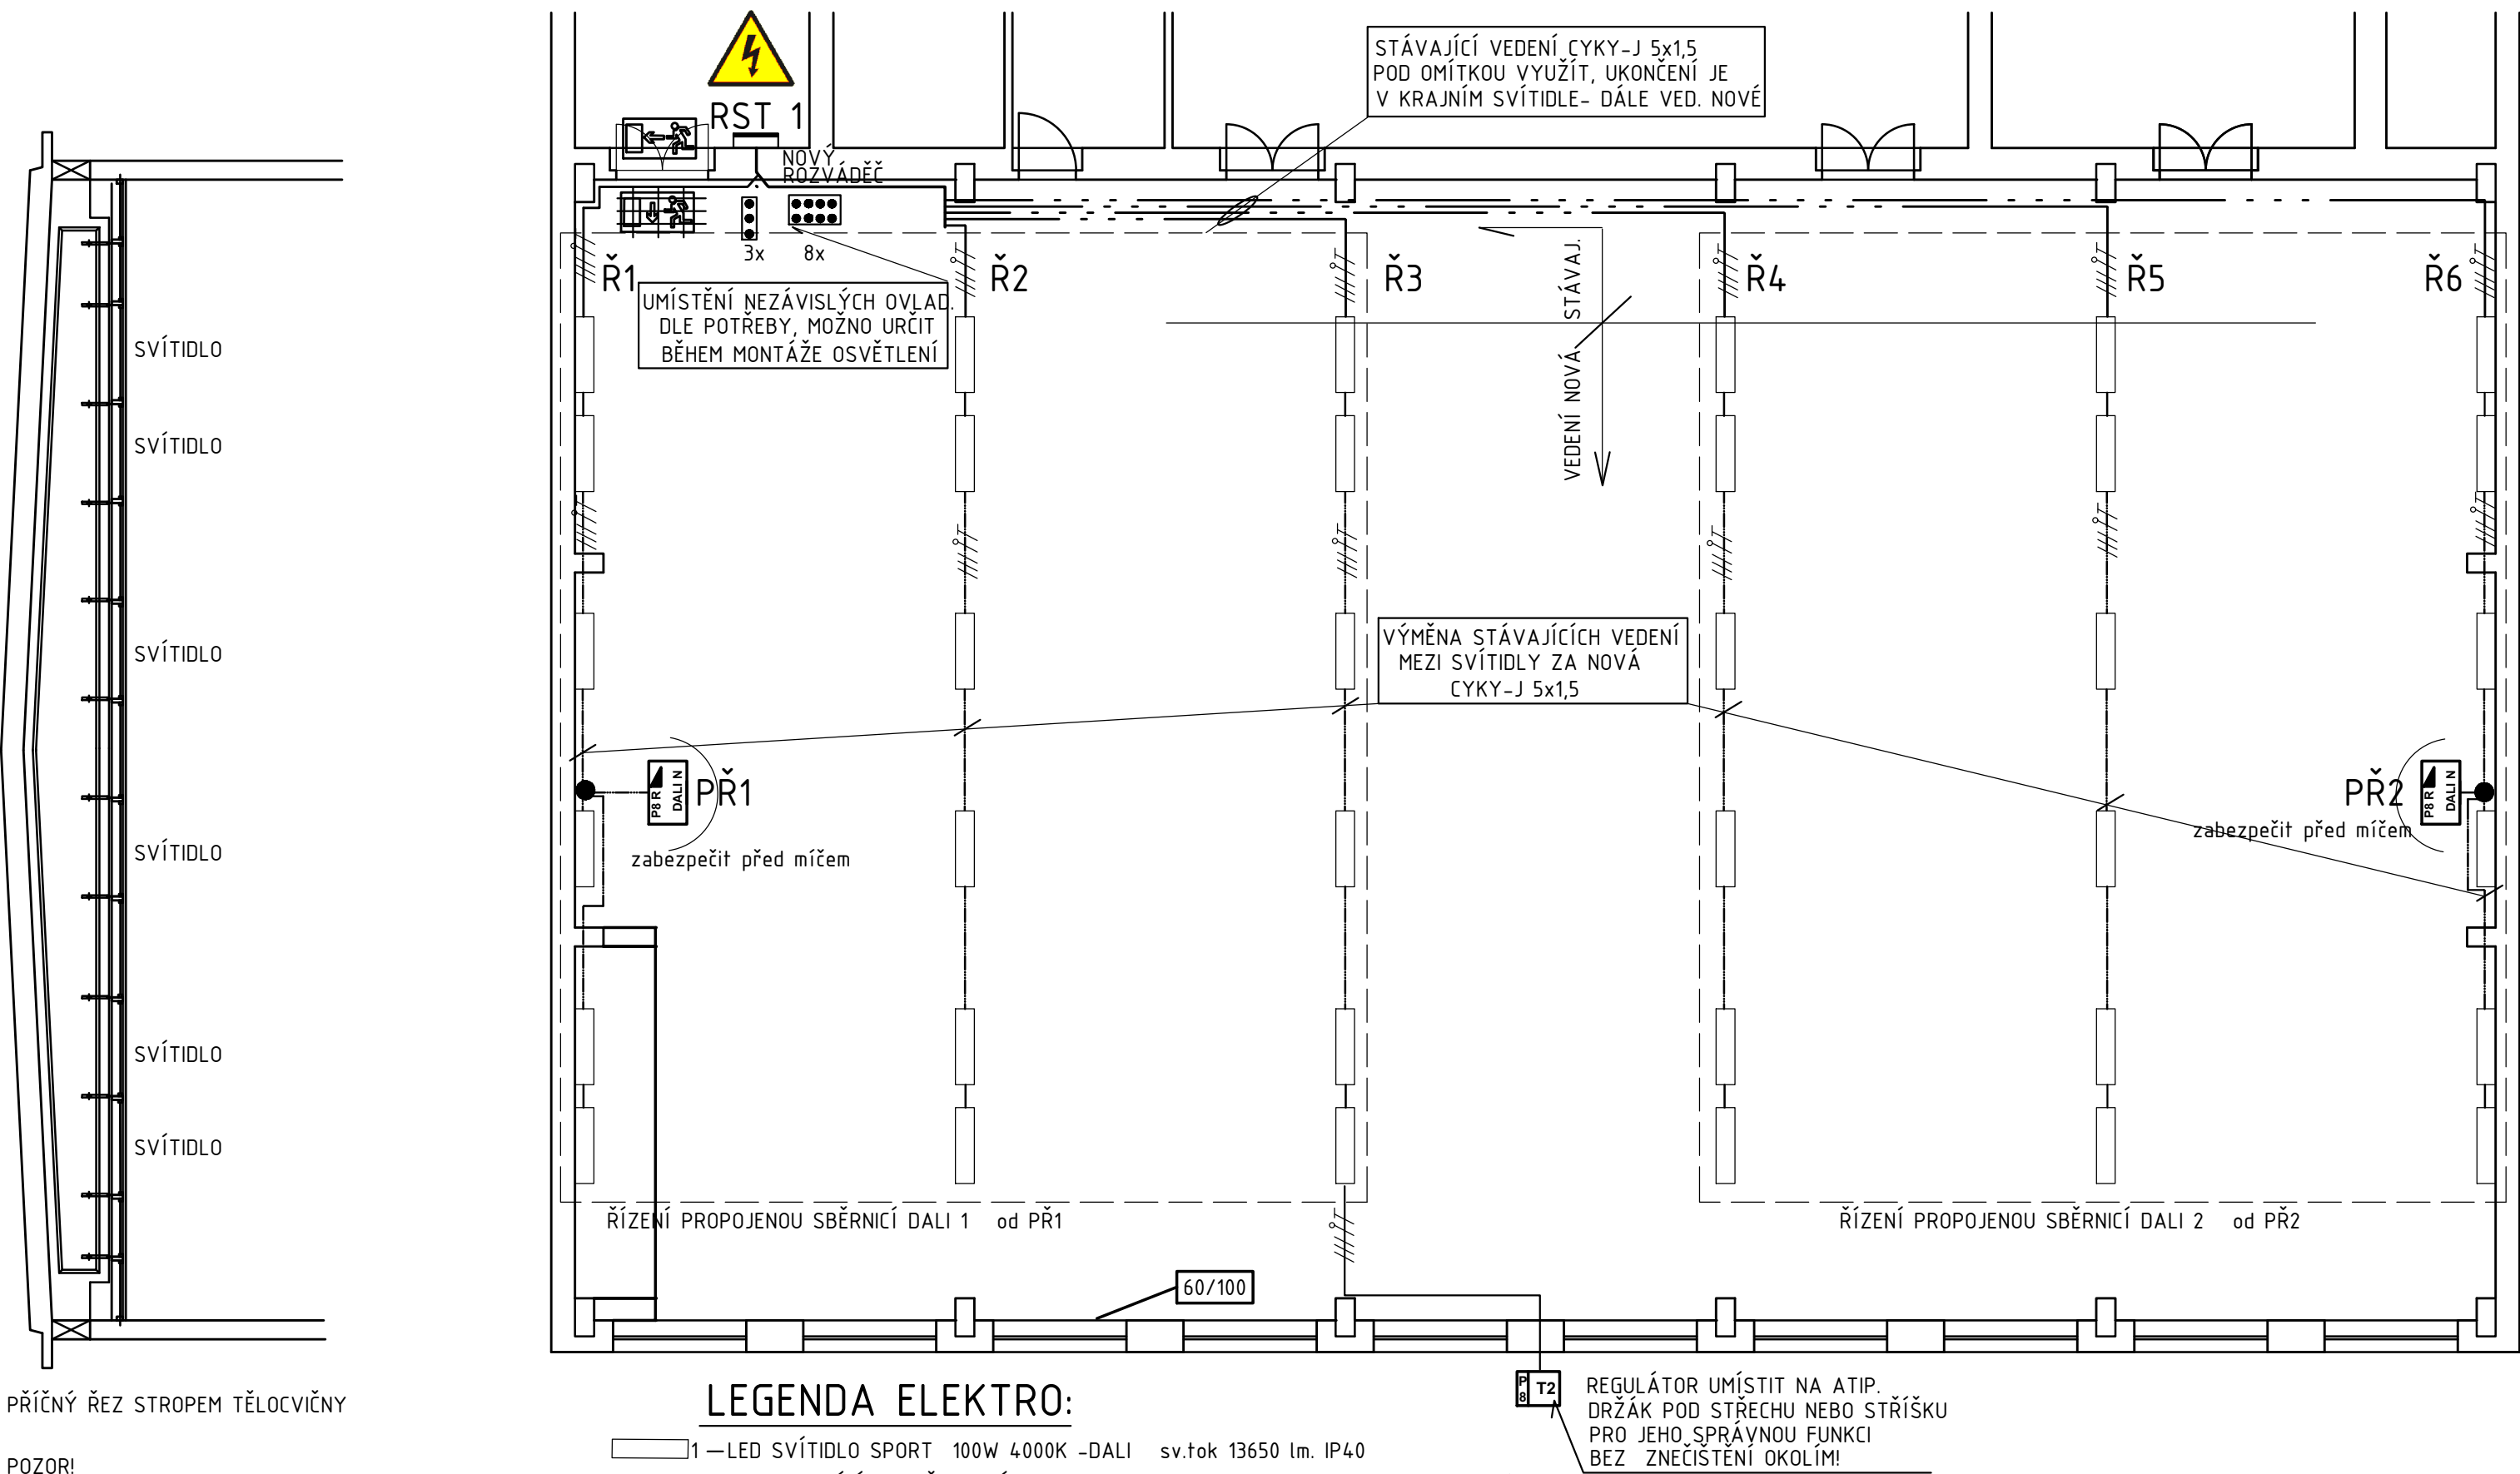 STÁVAJÍCÍ VEDENÍ CYKY-J 5x1,5
POD OMÍTKOU VYUŽÍT, UKONČENÍ JE
V KRAJNÍM SVÍTIDLE- DÁLE VED. NOVÉ
RST 1
NOVÝ
ROZVÁDĚČ
3x
8x
Ř1
Ř2
Ř3
Ř4
Ř5
Ř6
UMÍSTĚNÍ NEZÁVISLÝCH OVLAD.
DLE POTŘEBY, MOŽNO URČIT
BĚHEM MONTÁŽE OSVĚTLENÍ
STÁVAJ.
VEDENÍ NOVÁ
SVÍTIDLO
SVÍTIDLO
SVÍTIDLO
SVÍTIDLO
SVÍTIDLO
SVÍTIDLO
VÝMĚNA STÁVAJÍCÍCH VEDENÍ
MEZI SVÍTIDLY ZA NOVÁ
CYKY-J 5x1,5
P8 R
DALI N
PŘ1
zabezpečit před míčem
PŘ2
P8 R
DALI N
zabezpečit před míčem
ŘÍZENÍ PROPOJENOU SBĚRNICÍ DALI 1 od PŘ1
ŘÍZENÍ PROPOJENOU SBĚRNICÍ DALI 2 od PŘ2
60/100
P8
T2
REGULÁTOR UMÍSTIT NA ATIP.
DRŽÁK POD STŘECHU NEBO STŘÍŠKU
PRO JEHO SPRÁVNOU FUNKCI
BEZ ZNEČIŠTĚNÍ OKOLÍM!
PŘÍČNÝ ŘEZ STROPEM TĚLOCVIČNY
POZOR!
LEGENDA ELEKTRO:
1 —LED SVÍTIDLO SPORT 100W 4000K -DALI sv.tok 13650 lm. IP40